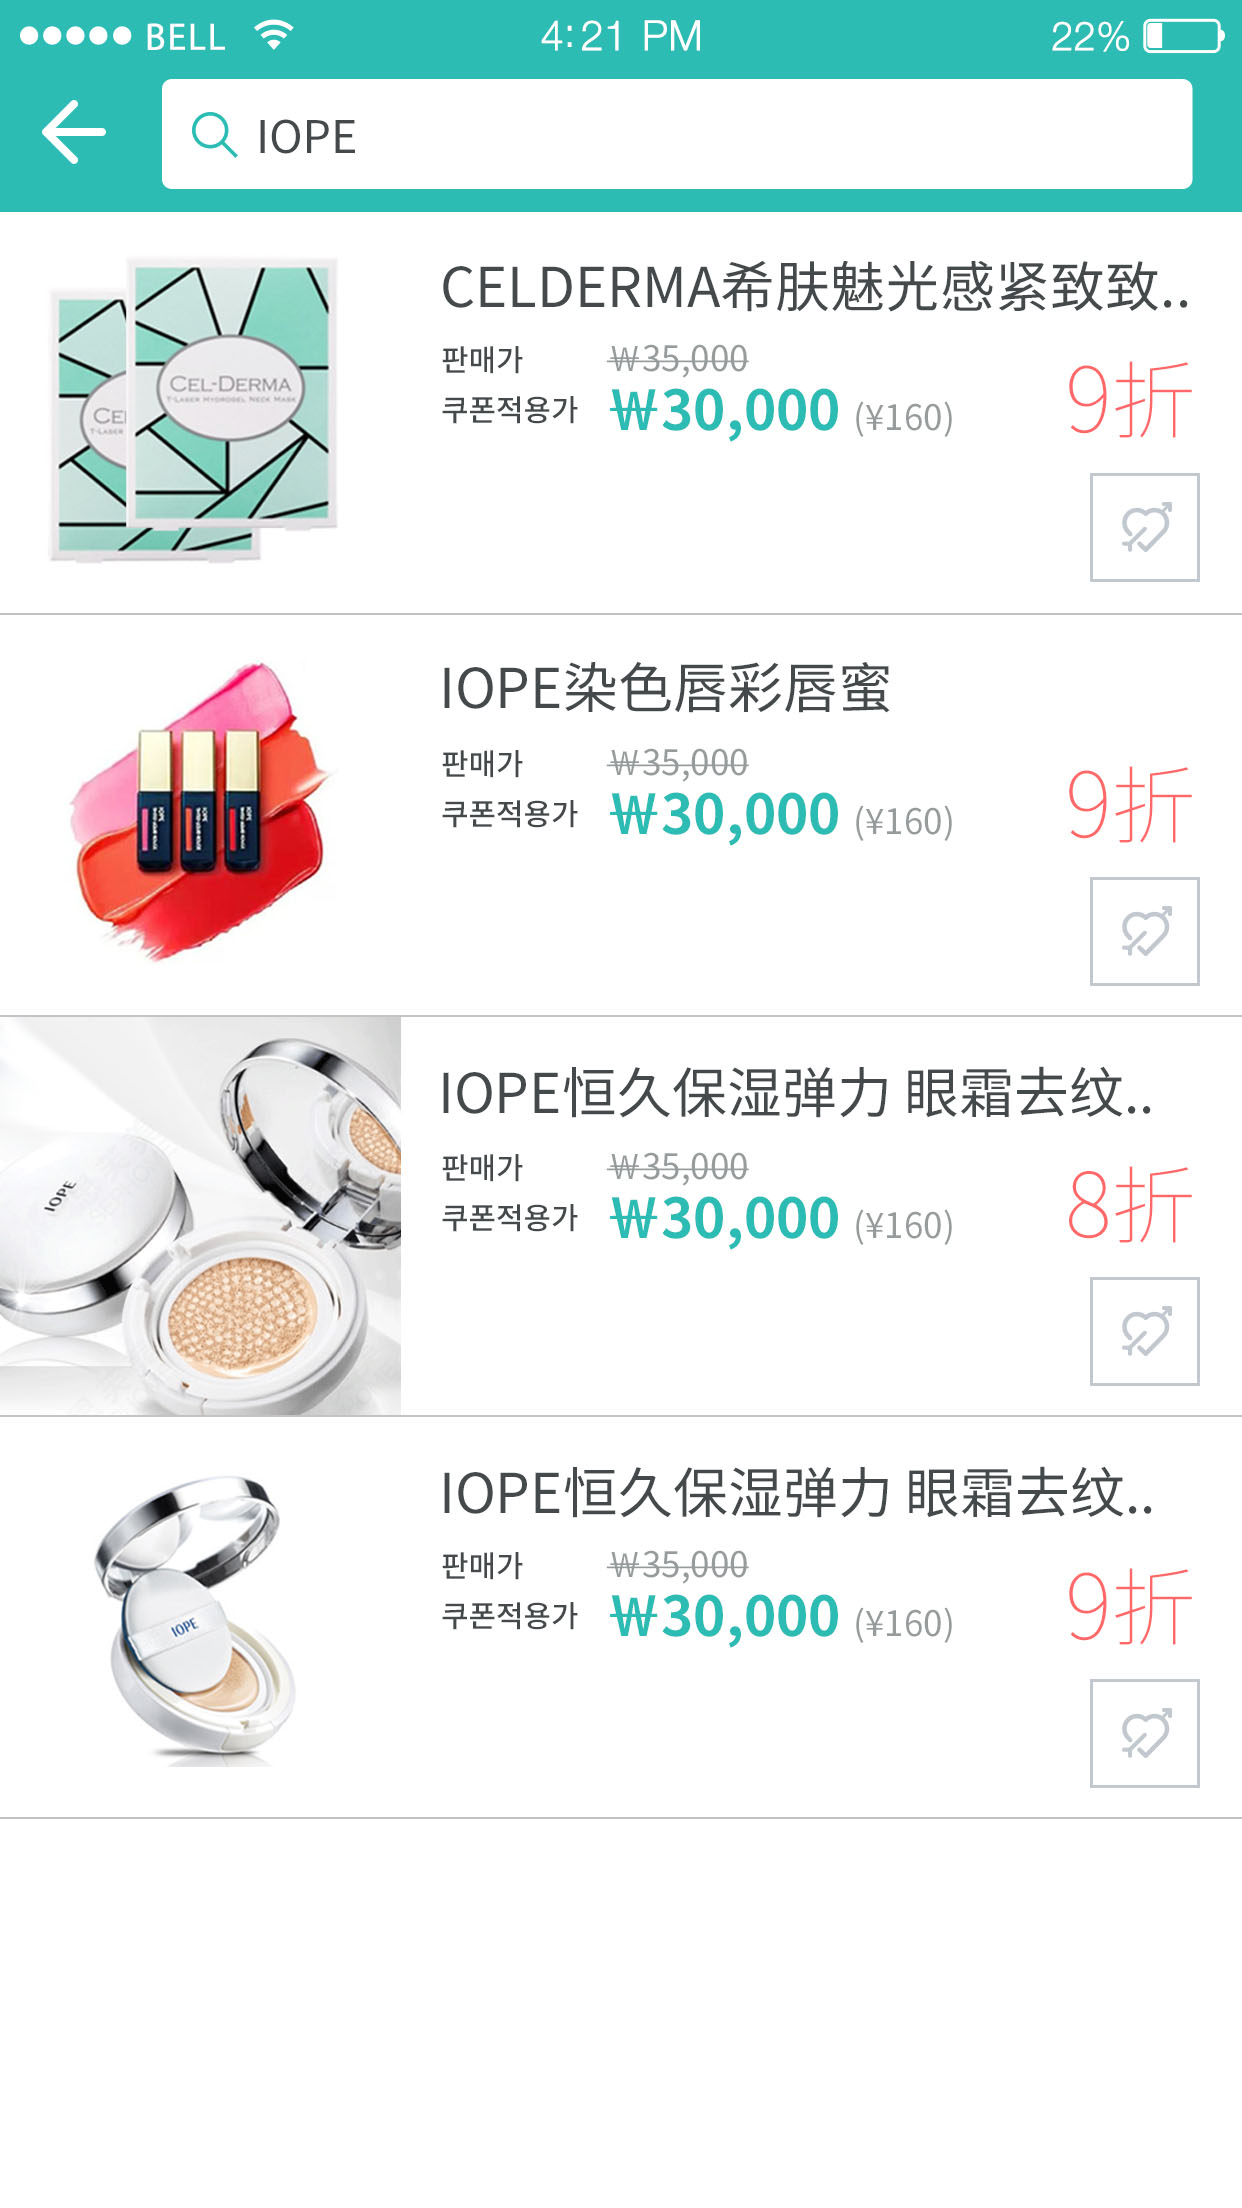 BELL 4:21 PM 22%
IOPE
CELDERMA希肤魅光感紧致致..
판매가 ₩35,000
쿠폰적용가 ₩30,000 (¥160)
9折
CEL-DERMA
T-LASER HYDROGEL NECK MASK
CEL
T-LASER
IOPE染色唇彩唇蜜
판매가 ₩35,000
쿠폰적용가 ₩30,000 (¥160)
9折
IOPE
IOPE
IOPE
IOPE恒久保湿弹力 眼霜去纹..
판매가 ₩35,000
쿠폰적용가 ₩30,000 (¥160)
8折
IOPE
IOPE恒久保湿弹力 眼霜去纹..
판매가 ₩35,000
쿠폰적용가 ₩30,000 (¥160)
9折
IOPE